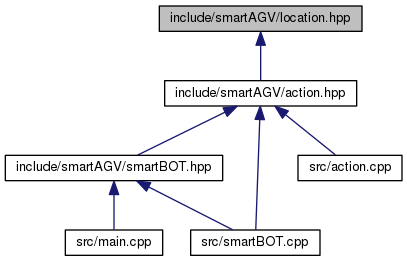 include/smartAGV/location.hpp
include/smartAGV/action.hpp
include/smartAGV/smartBOT.hpp
src/action.cpp
src/main.cpp
src/smartBOT.cpp